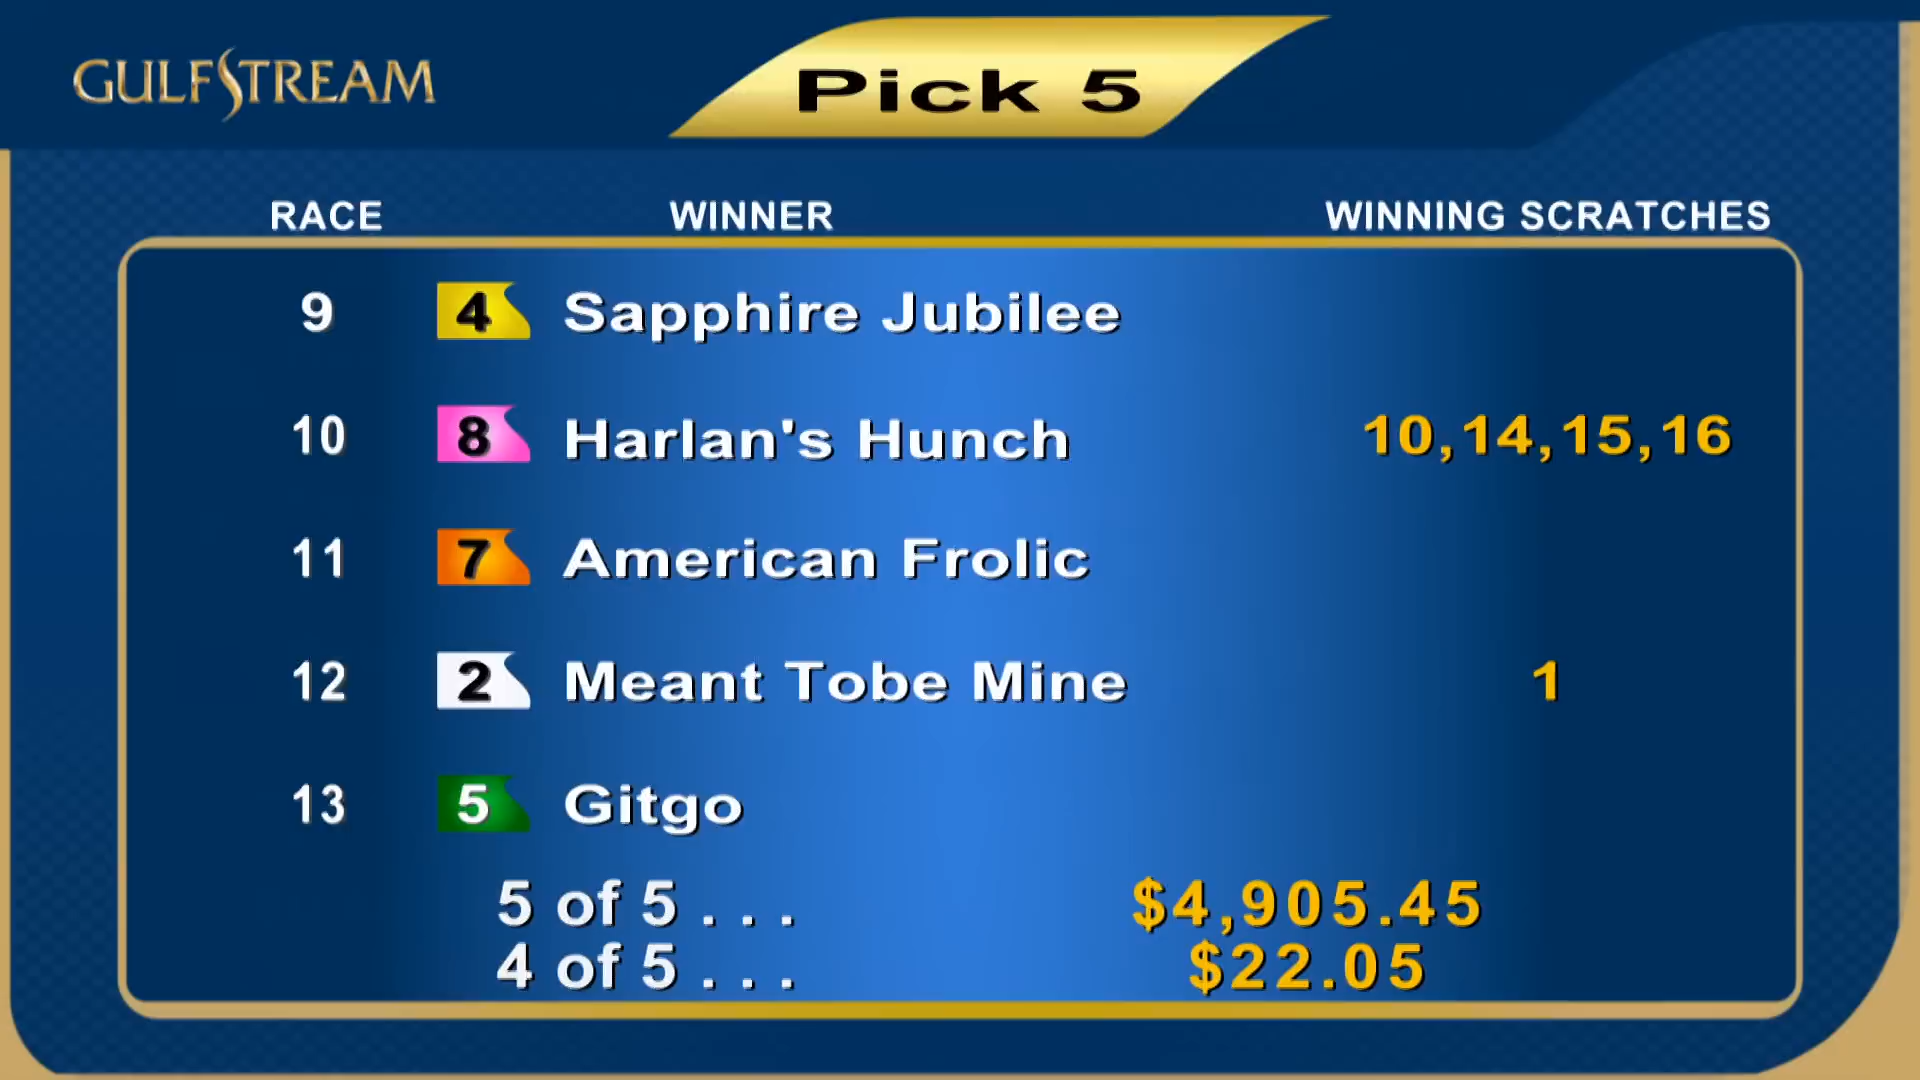 GULFSTREAM
Pick 5
RACE WINNER WINNING SCRATCHES
9 4 Sapphire Jubilee
10 8 Harlan's Hunch 10,14,15,16
11 7 American Frolic
12 2 Meant Tobe Mine 1
13 5 Gitgo
5 of 5 . . . $4,905.45
4 of 5 . . . $22.05